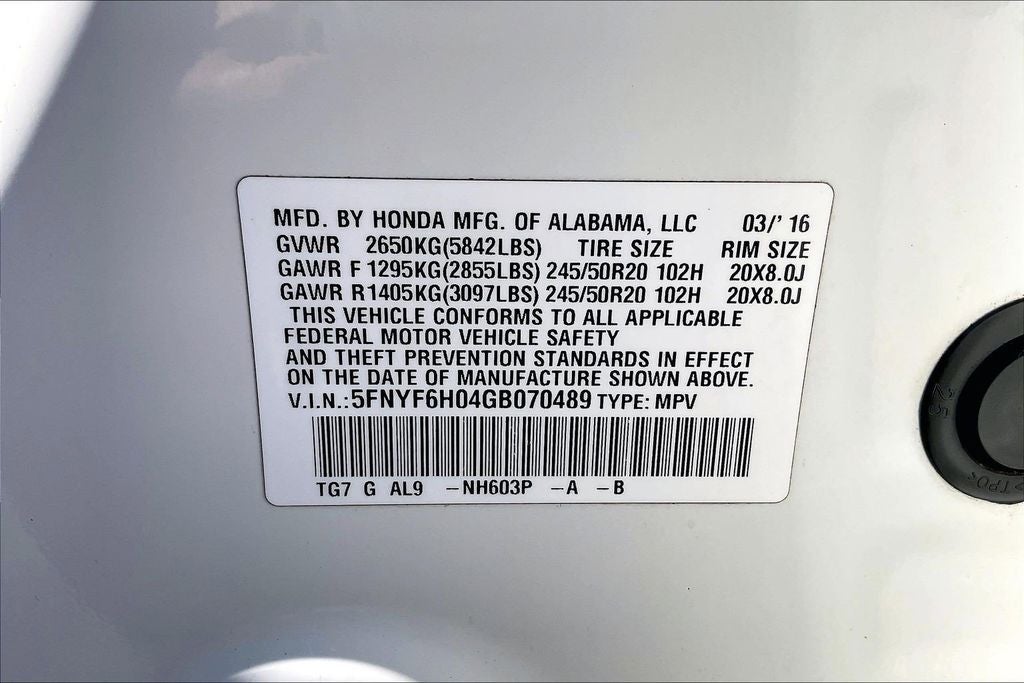 MFD. BY HONDA MFG. OF ALABAMA, LLC 03/' 16
GVWR 2650KG(5842LBS) TIRE SIZE RIM SIZE
GAWR F 1295KG(2855LBS) 245/50R20 102H 20X8.0J
GAWR R1405KG(3097LBS) 245/50R20 102H 20X8.0J
THIS VEHICLE CONFORMS TO ALL APPLICABLE
FEDERAL MOTOR VEHICLE SAFETY
AND THEFT PREVENTION STANDARDS IN EFFECT
ON THE DATE OF MANUFACTURE SHOWN ABOVE.
V.I.N.:5FNYF6H04GB070489 TYPE: MPV
TG7 G AL9 -NH603P -A -B
25